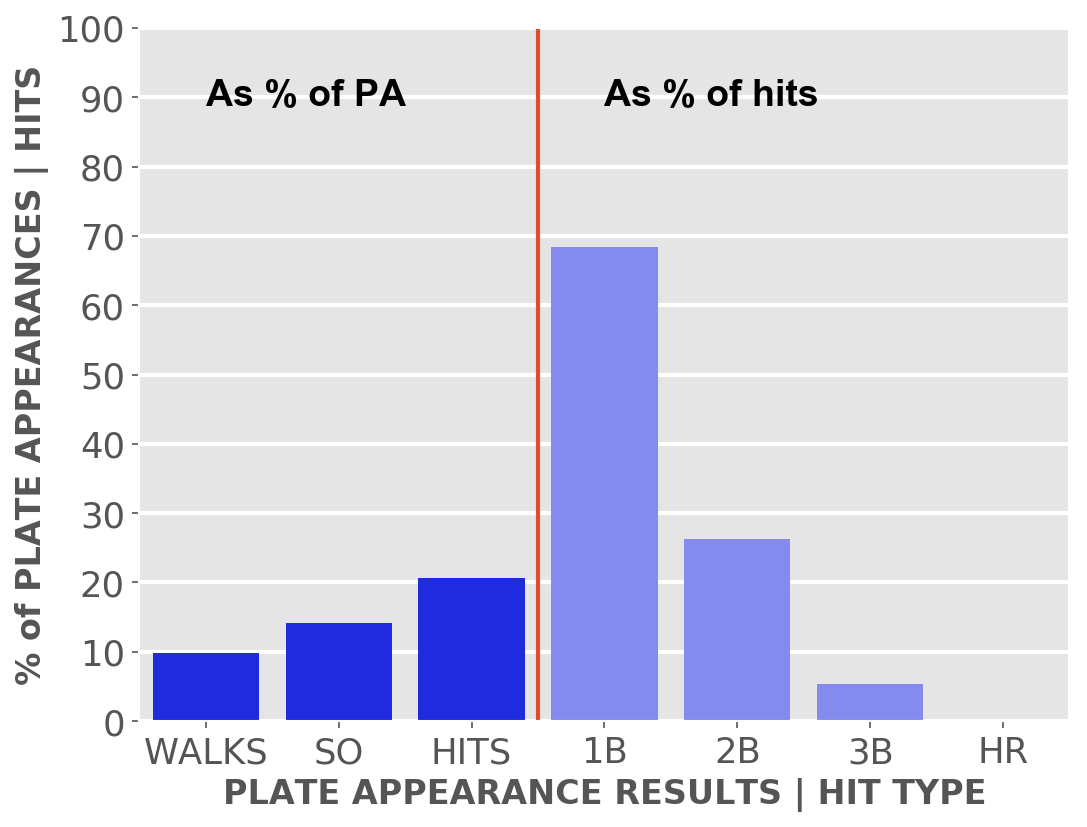 % of PLATE APPEARANCES | HITS
100
90
80
70
60
50
40
30
20
10
0
As % of PA
As % of hits
WALKS SO HITS 1B 2B 3B HR
PLATE APPEARANCE RESULTS | HIT TYPE